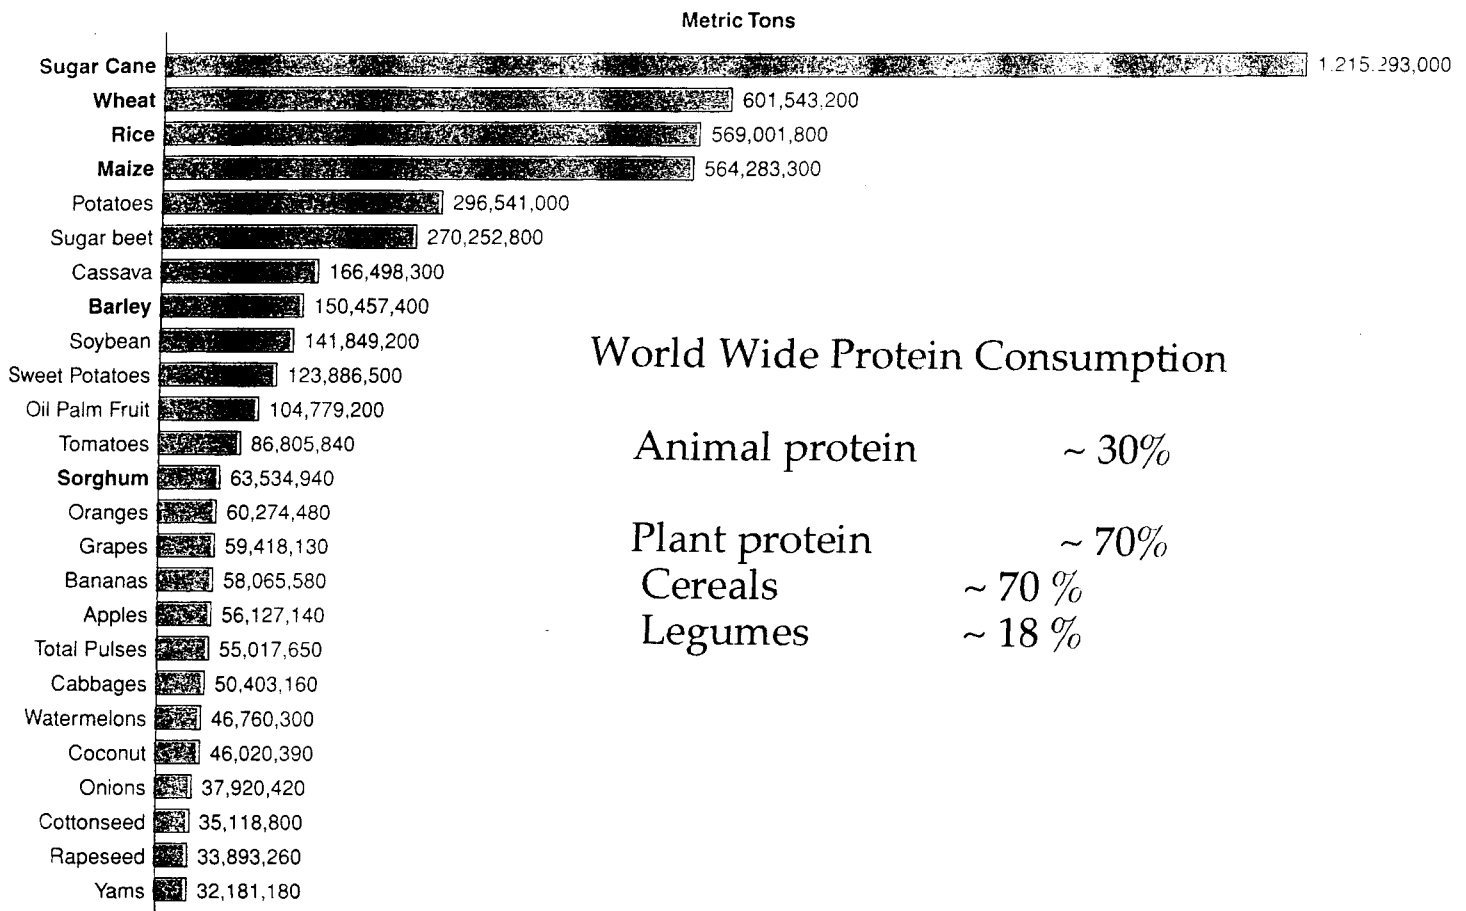 Metric Tons
Sugar Cane 1,215,293,000
Wheat 601,543,200
Rice 569,001,800
Maize 564,283,300
Potatoes 296,541,000
Sugar beet 270,252,800
Cassava 166,498,300
Barley 150,457,400
Soybean 141,849,200
Sweet Potatoes 123,886,500
Oil Palm Fruit 104,779,200
Tomatoes 86,805,840
Sorghum 63,534,940
Oranges 60,274,480
Grapes 59,418,130
Bananas 58,065,580
Apples 56,127,140
Total Pulses 55,017,650
Cabbages 50,403,160
Watermelons 46,760,300
Coconut 46,020,390
Onions 37,920,420
Cottonseed 35,118,800
Rapeseed 33,893,260
Yams 32,181,180
World Wide Protein Consumption
Animal protein ~ 30%
Plant protein ~ 70%
Cereals ~ 70 %
Legumes ~ 18 %